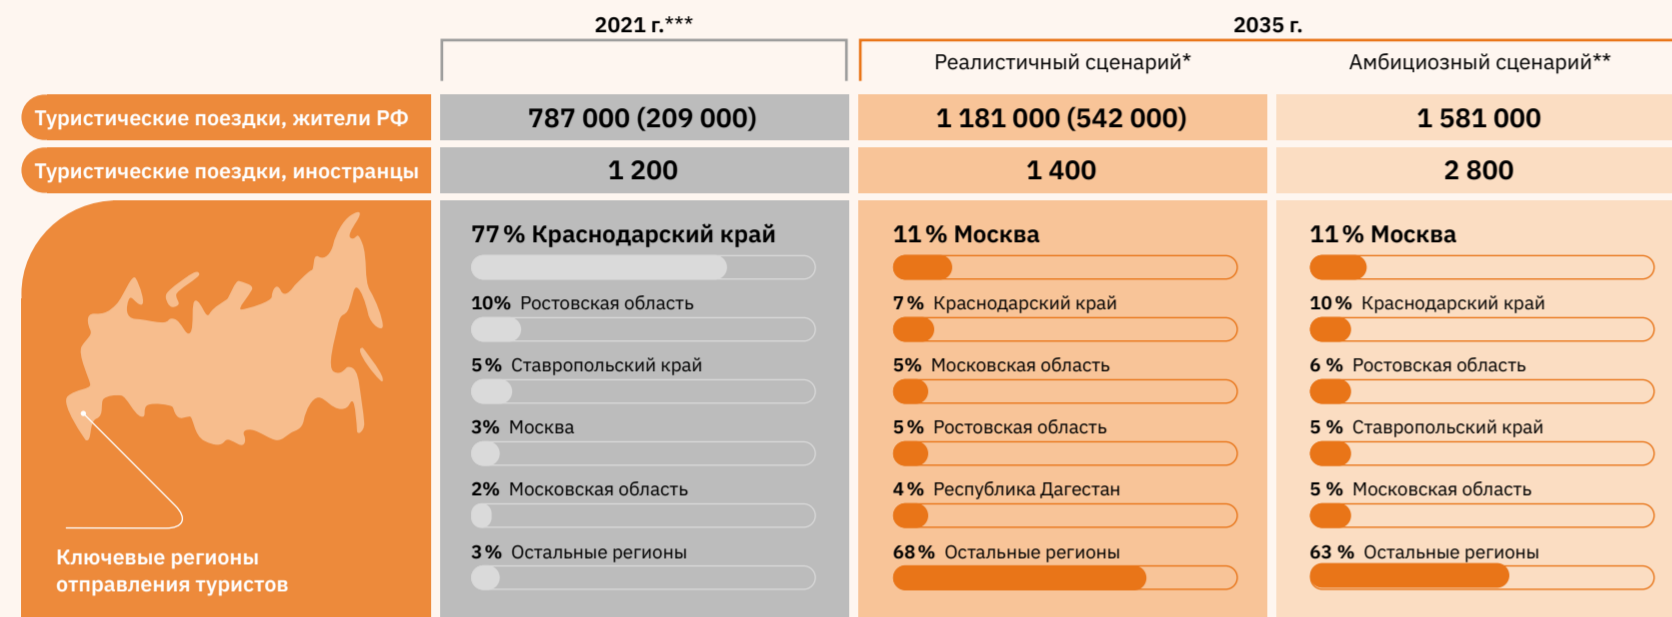 2021 г.***
2035 г.
Реалистичный сценарий*
Амбициозный сценарий**
Туристические поездки, жители РФ
787 000 (209 000)
1 181 000 (542 000)
1 581 000
Туристические поездки, иностранцы
1 200
1 400
2 800
Ключевые регионы
отправления туристов
77 % Краснодарский край
10% Ростовская область
5 % Ставропольский край
3% Москва
2% Московская область
3 % Остальные регионы
11 % Москва
7 % Краснодарский край
5% Московская область
5 % Ростовская область
4 % Республика Дагестан
68 % Остальные регионы
11 % Москва
10 % Краснодарский край
6 % Ростовская область
5 % Ставропольский край
5 % Московская область
63 % Остальные регионы